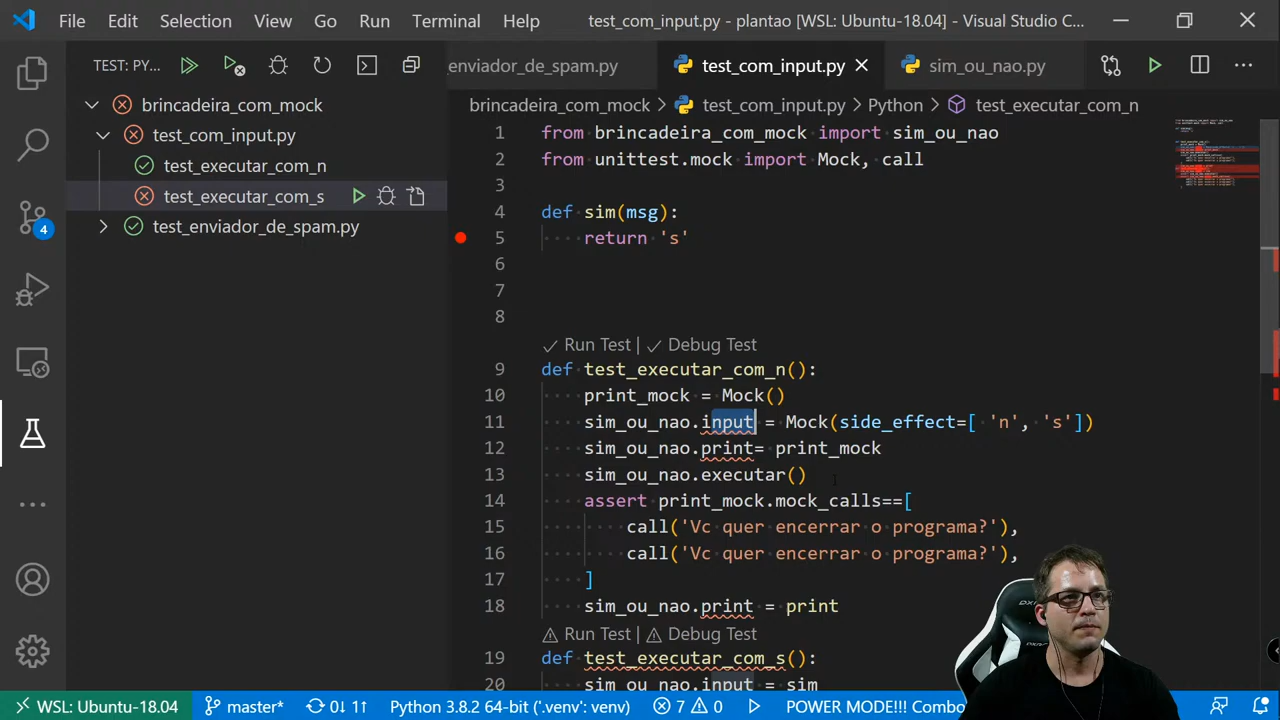 File Edit Selection View Go Run Terminal Help test_com_input.py - plantao [WSL: Ubuntu-18.04] - Visual Studio C...
TEST: PY...
enviador_de_spam.py test_com_input.py sim_ou_nao.py
brincadeira_com_mock
test_com_input.py
test_executar_com_n
test_executar_com_s
test_enviador_de_spam.py
4
brincadeira_com_mock > test_com_input.py > Python > test_executar_com_n
1 from brincadeira_com_mock import sim_ou_nao
2 from unittest.mock import Mock, call
3
4 def sim(msg):
5 return 's'
6
7
8
Run Test | Debug Test
9 def test_executar_com_n():
10 print_mock = Mock()
11 sim_ou_nao.input = Mock(side_effect=[ 'n', 's'])
12 sim_ou_nao.print= print_mock
13 sim_ou_nao.executar()
14 assert print_mock.mock_calls==[
15 call('Vc quer encerrar o programa?'),
16 call('Vc quer encerrar o programa?'),
17 ]
18 sim_ou_nao.print = print
Run Test | Debug Test
19 def test_executar_com_s():
20 sim_ou_nao.input = sim
WSL: Ubuntu-18.04 master* 0↓ 1↑ Python 3.8.2 64-bit ('.venv': venv) 7 0 POWER MODE!!! Combo